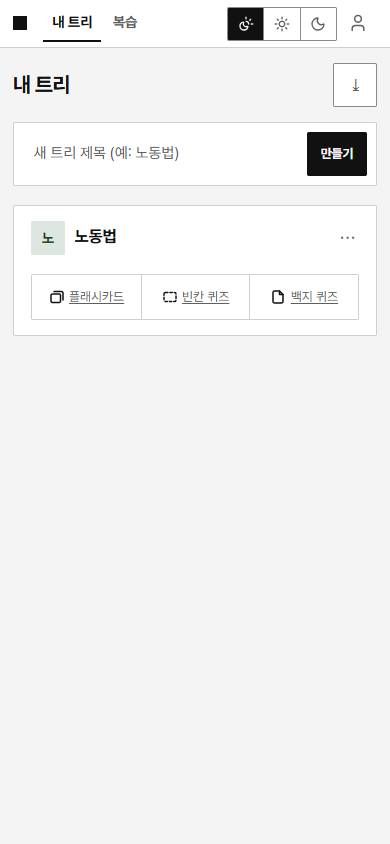 내 트리
복습
내 트리
새 트리 제목 (예: 노동법)
만들기
노
노동법
플래시카드
빈칸 퀴즈
백지 퀴즈